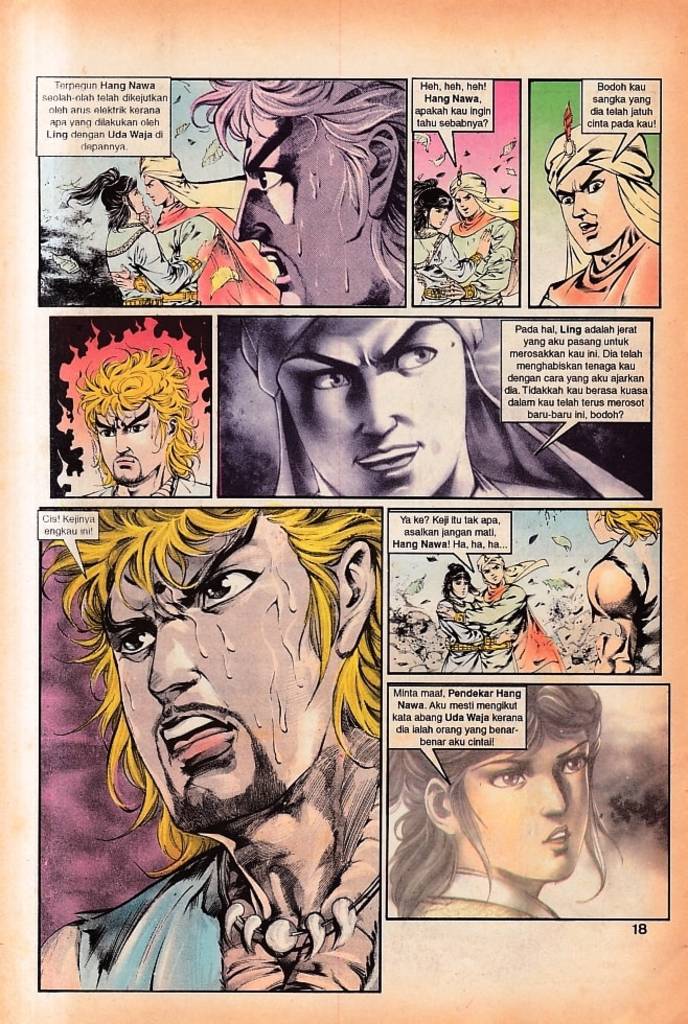 Terpegun Hang Nawa
seolah-olah telah dikejutkan
oleh arus elektrik kerana
apa yang dilakukan oleh
Ling dengan Uda Waja di
depannya.
Heh, heh, heh!
Hang Nawa,
apakah kau ingin
tahu sebabnya?
Bodoh kau
sangka yang
dia telah jatuh
cinta pada kau!
Pada hal, Ling adalah jerat
yang aku pasang untuk
merosakkan kau ini. Dia telah
menghabiskan tenaga kau
dengan cara yang aku ajarkan
dia. Tidakkah kau berasa kuasa
dalam kau telah terus merosot
baru-baru ini, bodoh?
Cis! Kejinya
engkau ini!
Ya ke? Keji itu tak apa,
asalkan jangan mati,
Hang Nawa! Ha, ha, ha...
Minta maaf, Pendekar Hang
Nawa. Aku mesti mengikut
kata abang Uda Waja kerana
dia ialah orang yang benar-
benar aku cintai!
18